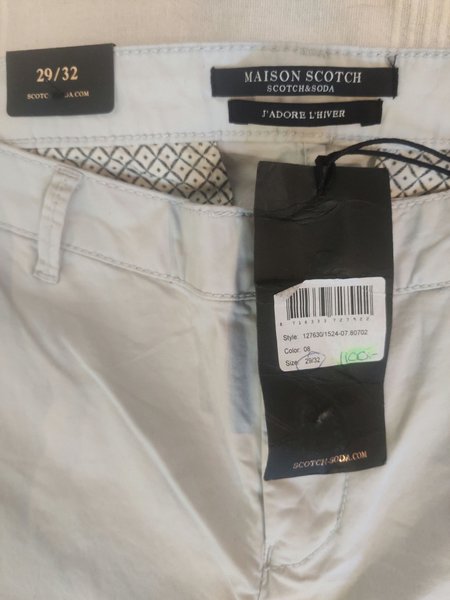 29/32
SCOTCH-SODA.COM
MAISON SCOTCH
SCOTCH&SODA
J'ADORE L'HIVER
Style: 127630/1524-07.80702
Color: 08
Size: 29/32
1100.-
SCOTCH-SODA.COM